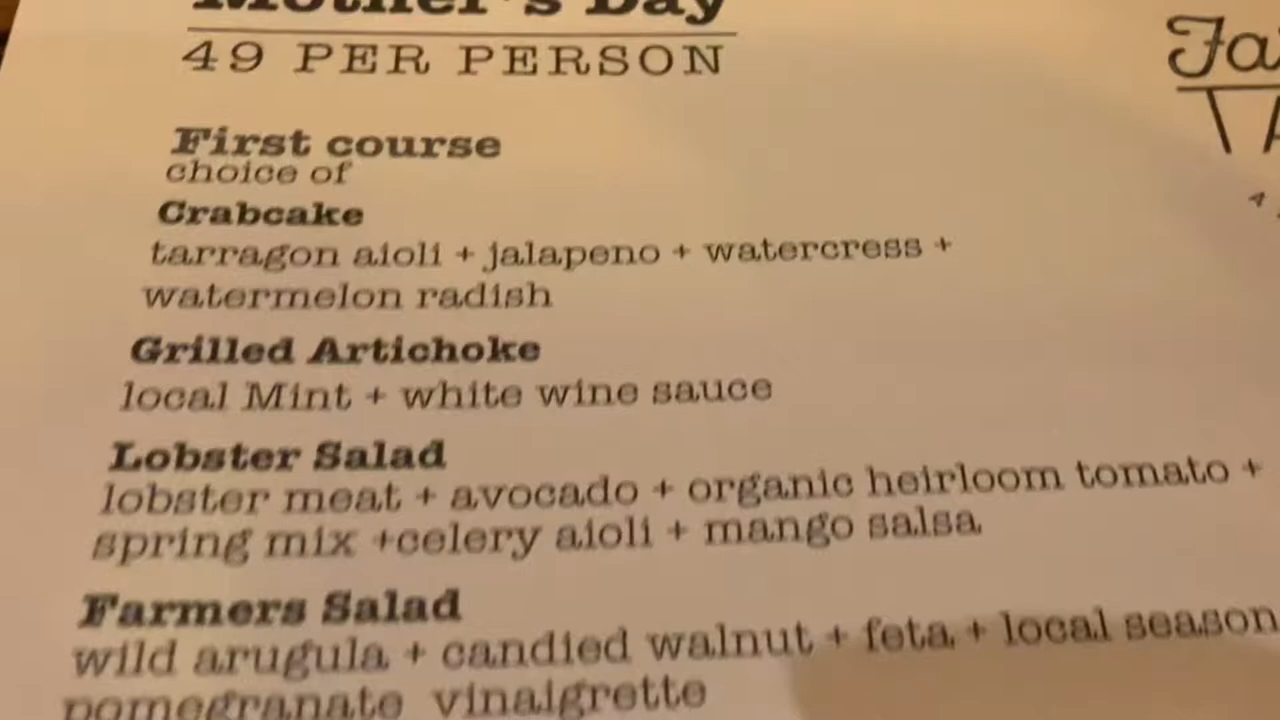 Mother's Day
49 PER PERSON
First course
choice of
Crabcake
tarragon aioli + jalapeno + watercress +
watermelon radish
Grilled Artichoke
local Mint + white wine sauce
Lobster Salad
lobster meat + avocado + organic heirloom tomato +
spring mix +celery aioli + mango salsa
Farmers Salad
wild arugula + candied walnut + feta + local season
pomegranate vinaigrette